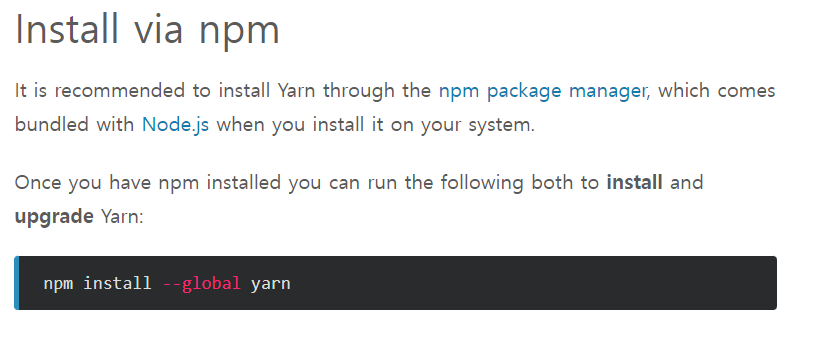 Install via npm
It is recommended to install Yarn through the npm package manager, which comes
bundled with Node.js when you install it on your system.
Once you have npm installed you can run the following both to install and
upgrade Yarn:
npm install --global yarn